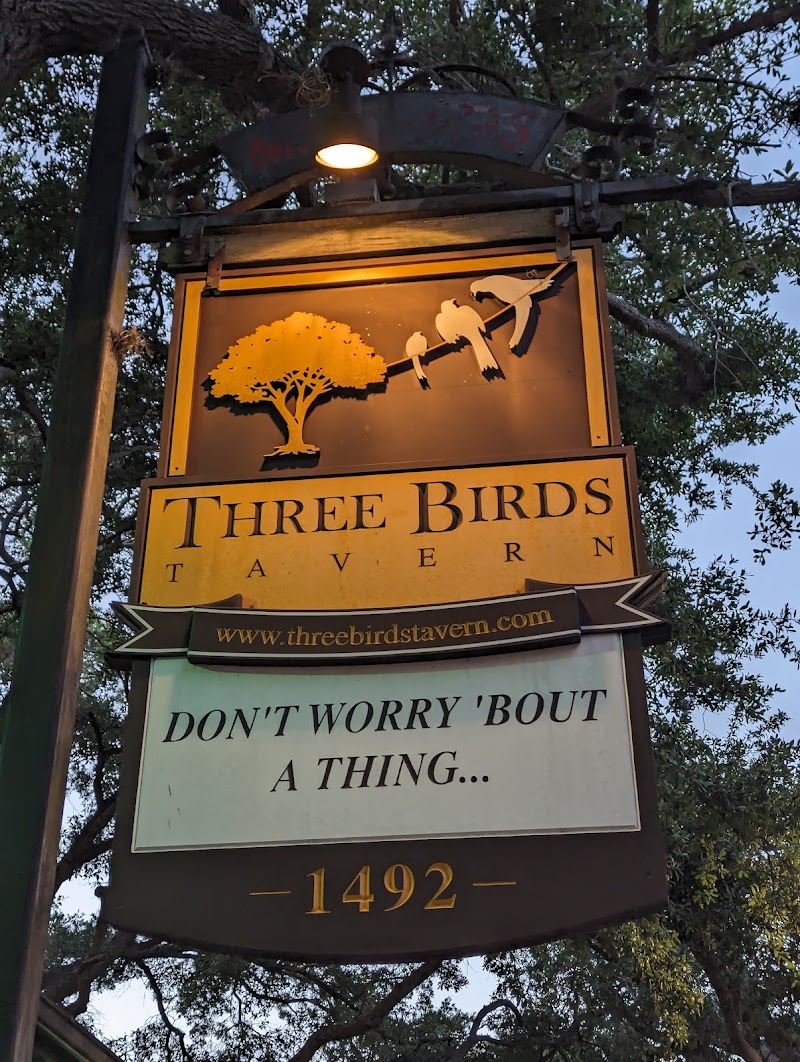 THREE BIRDS
TAVERN
www.threebirdstavern.com
DON'T WORRY 'BOUT
A THING...
-1492-